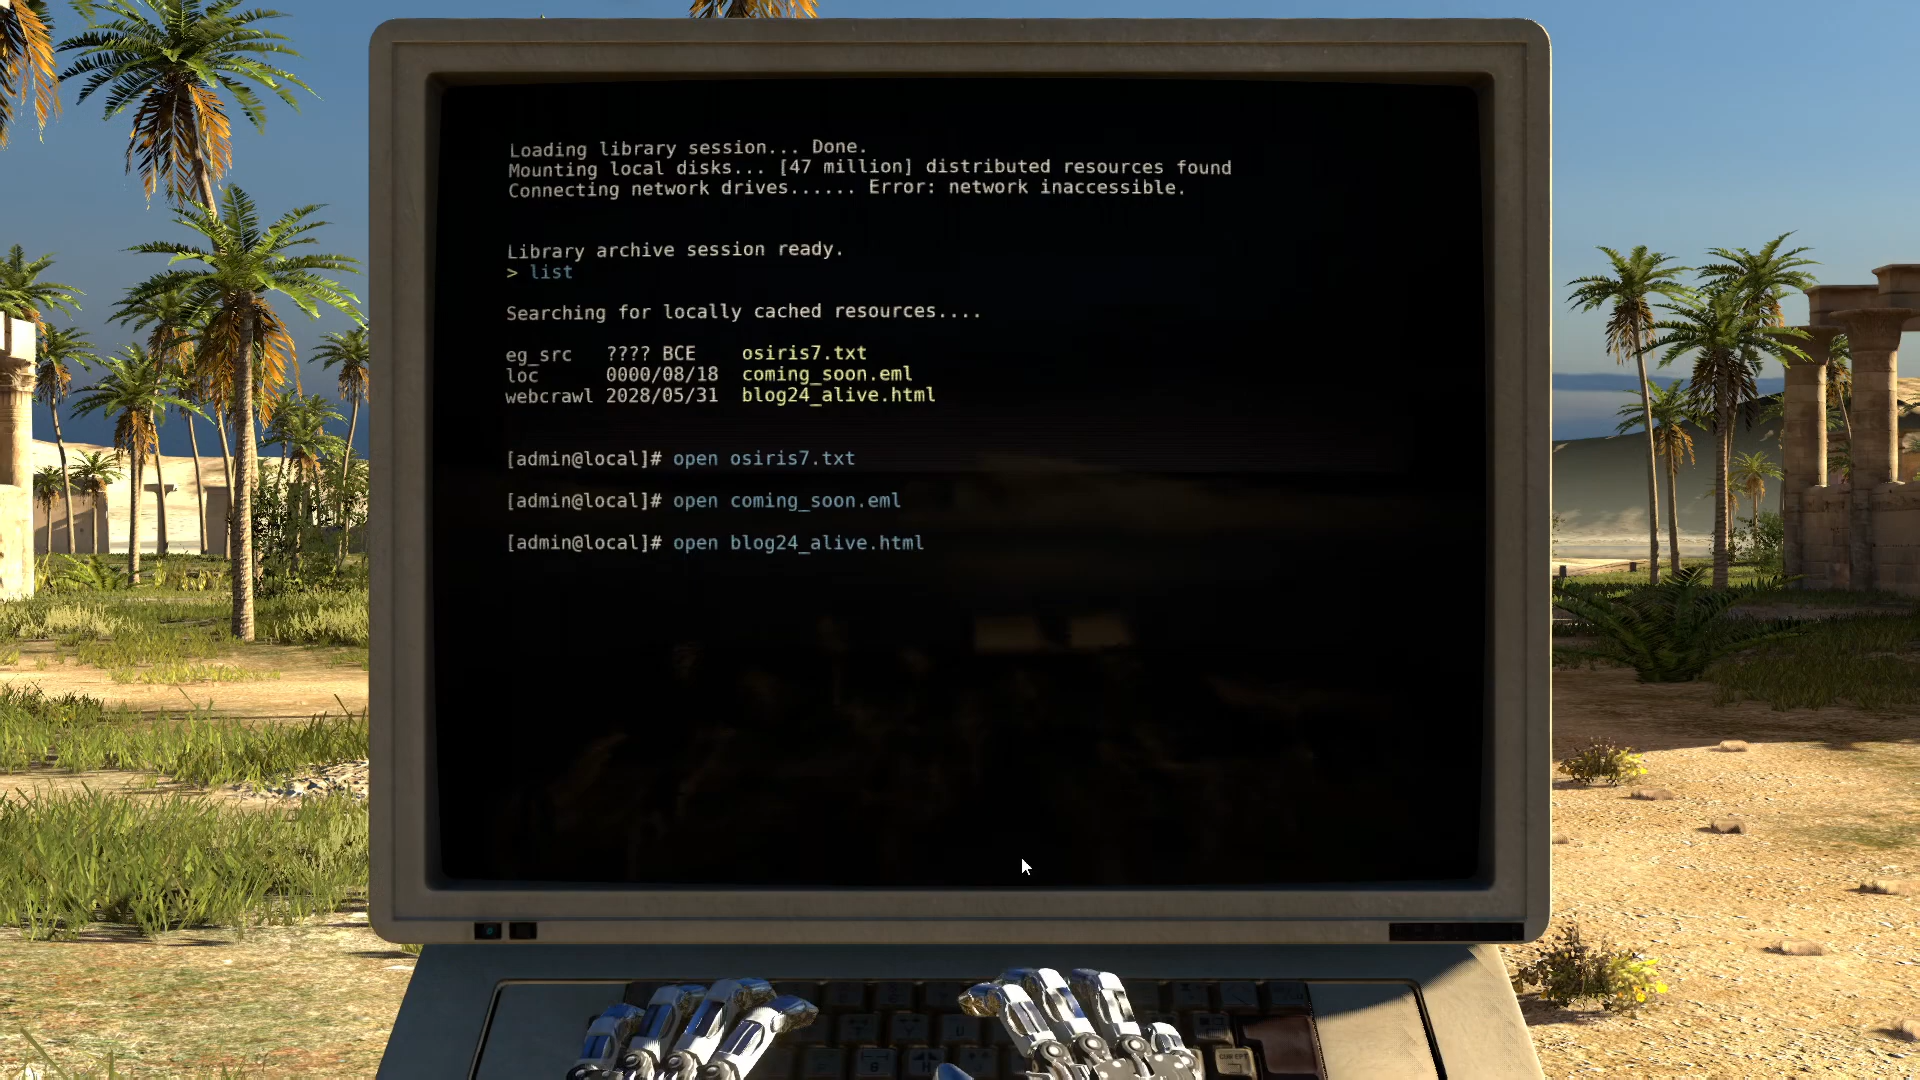 Loading library session... Done.
Mounting local disks... [47 million] distributed resources found
Connecting network drives...... Error: network inaccessible.
Library archive session ready.
> list
Searching for locally cached resources....
eg_src ???? BCE osiris7.txt
loc 0000/08/18 coming_soon.eml
webcrawl 2028/05/31 blog24_alive.html
[admin@local]# open osiris7.txt
[admin@local]# open coming_soon.eml
[admin@local]# open blog24_alive.html